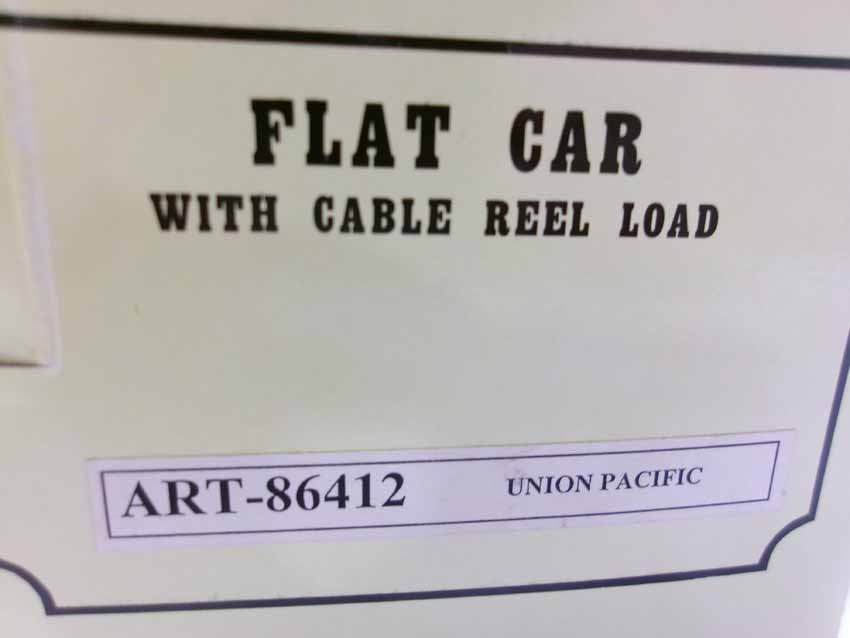 FLAT CAR
WITH CABLE REEL LOAD
ART-86412 UNION PACIFIC